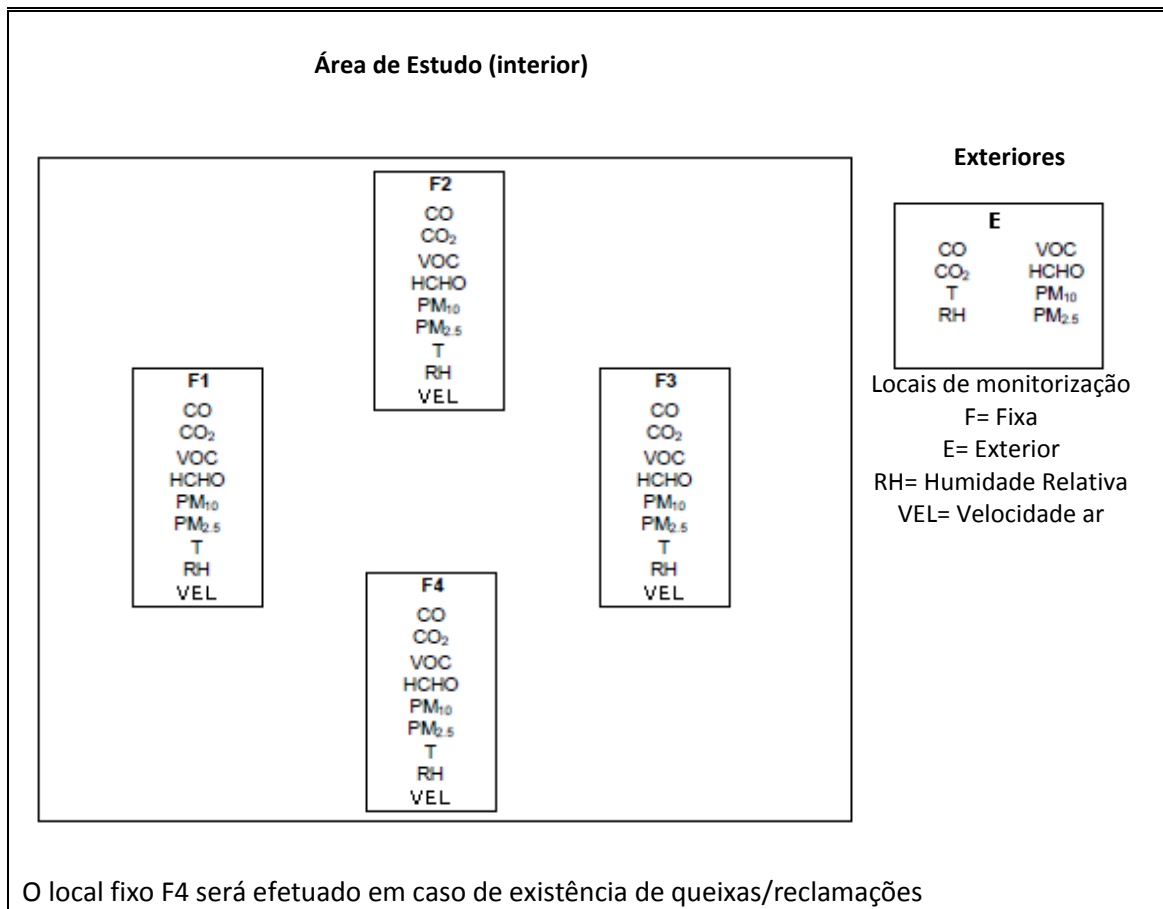 Área de Estudo (interior)
F2
CO
CO₂
VOC
HCHO
PM₁₀
PM₂.₅
T
RH
VEL
F1
CO
CO₂
VOC
HCHO
PM₁₀
PM₂.₅
T
RH
VEL
F3
CO
CO₂
VOC
HCHO
PM₁₀
PM₂.₅
T
RH
VEL
F4
CO
CO₂
VOC
HCHO
PM₁₀
PM₂.₅
T
RH
VEL
Exteriores
E
CO VOC
CO₂ HCHO
T PM₁₀
RH PM₂.₅
Locais de monitorização
F= Fixa
E= Exterior
RH= Humidade Relativa
VEL= Velocidade ar
O local fixo F4 será efetuado em caso de existência de queixas/reclamações